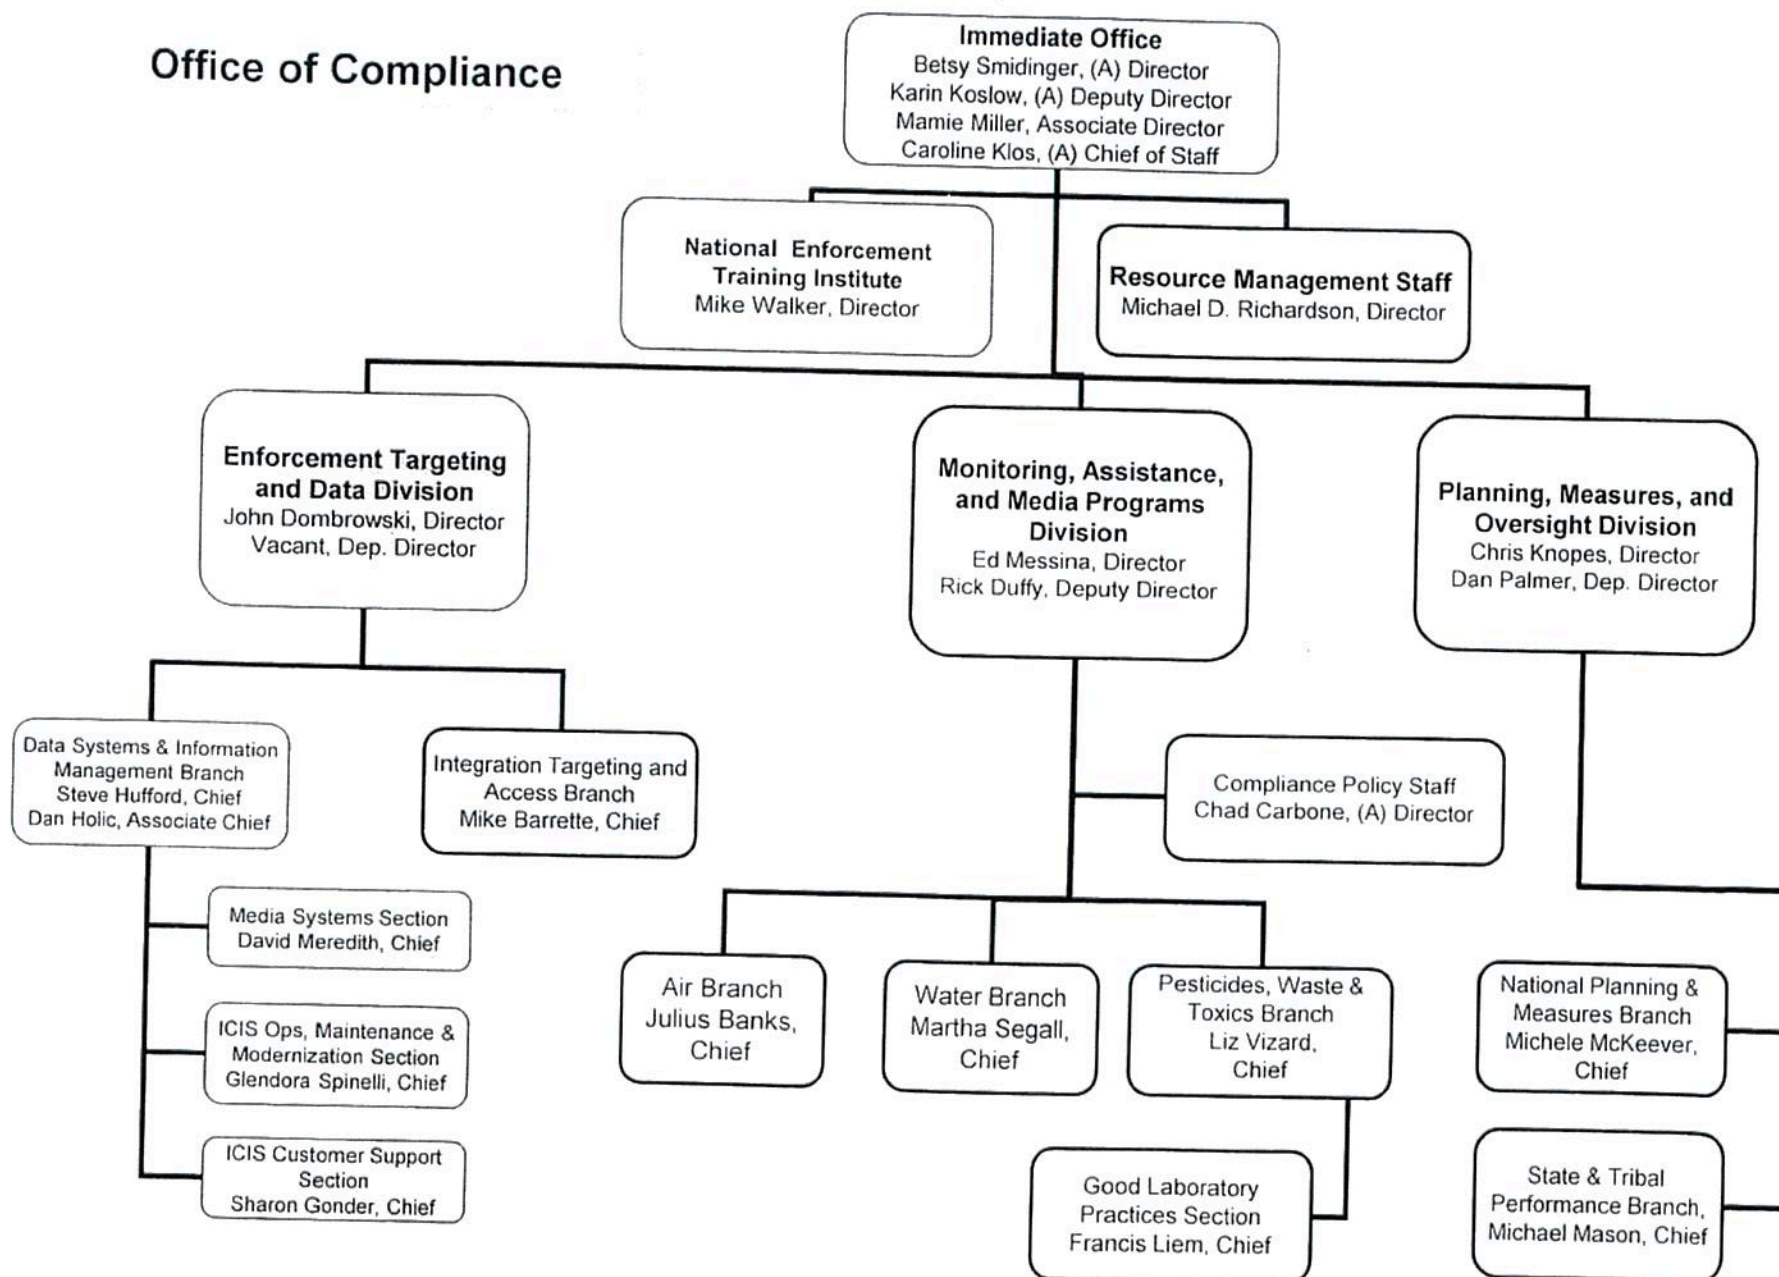 Office of Compliance
Immediate Office
Betsy Smidinger, (A) Director
Karin Koslow, (A) Deputy Director
Mamie Miller, Associate Director
Caroline Klos, (A) Chief of Staff
National Enforcement
Training Institute
Mike Walker, Director
Resource Management Staff
Michael D. Richardson, Director
Enforcement Targeting
and Data Division
John Dombrowski, Director
Vacant, Dep. Director
Monitoring, Assistance,
and Media Programs
Division
Ed Messina, Director
Rick Duffy, Deputy Director
Planning, Measures, and
Oversight Division
Chris Knopes, Director
Dan Palmer, Dep. Director
Data Systems & Information
Management Branch
Steve Hufford, Chief
Dan Holic, Associate Chief
Integration Targeting and
Access Branch
Mike Barrette, Chief
Compliance Policy Staff
Chad Carbone, (A) Director
Media Systems Section
David Meredith, Chief
ICIS Ops, Maintenance &
Modernization Section
Glendora Spinelli, Chief
ICIS Customer Support
Section
Sharon Gonder, Chief
Air Branch
Julius Banks,
Chief
Water Branch
Martha Segall,
Chief
Pesticides, Waste &
Toxics Branch
Liz Vizard,
Chief
Good Laboratory
Practices Section
Francis Liem, Chief
National Planning &
Measures Branch
Michele McKeever,
Chief
State & Tribal
Performance Branch,
Michael Mason, Chief